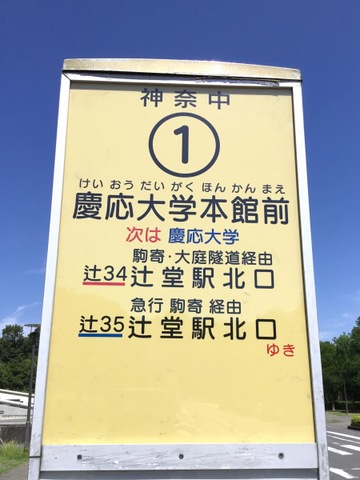 神奈中
1
けいおうだいがくほんかんまえ
慶応大学本館前
次は 慶応大学
駒寄・大庭隧道経由
辻34 辻堂駅北口
急行 駒寄 経由
辻35 辻堂駅北口
ゆき